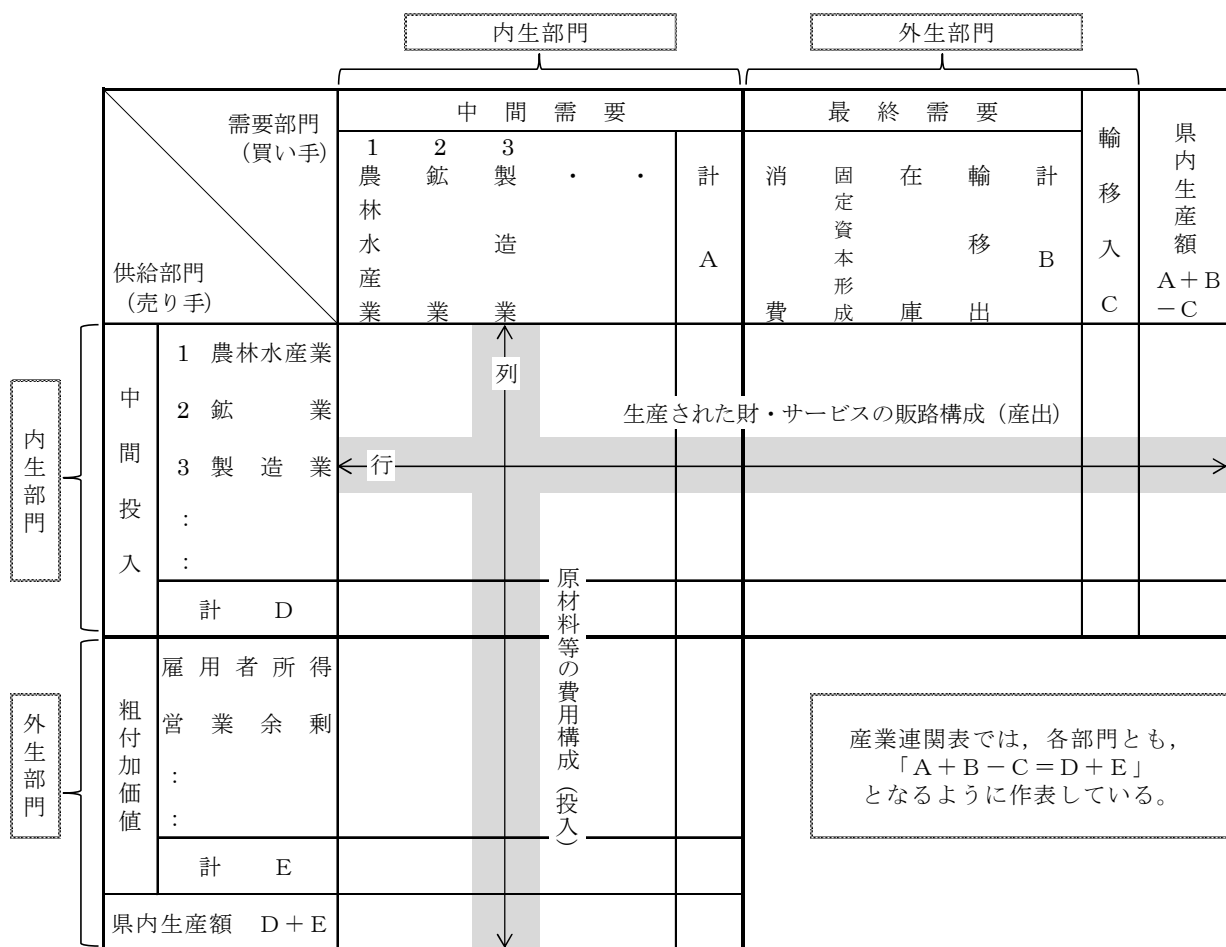 内生部門
外生部門
需要部門
(買い手)
供給部門
(売り手)
中間需要
1 農林水産業
2 鉱業
3 製造業
・
・
計 A
最終需要
消費
固定資本形成
在庫
輸移出
計 B
輸移入 C
県内生産額
A+B
-C
内生部門
中間投入
1 農林水産業
2 鉱業
3 製造業
:
:
計 D
列
行
生産された財・サービスの販路構成(産出)
原材料等の費用構成(投入)
外生部門
粗付加価値
雇用者所得
営業余剰
:
:
計 E
県内生産額 D+E
産業連関表では,各部門とも,
「A+B-C=D+E」
となるように作表している。